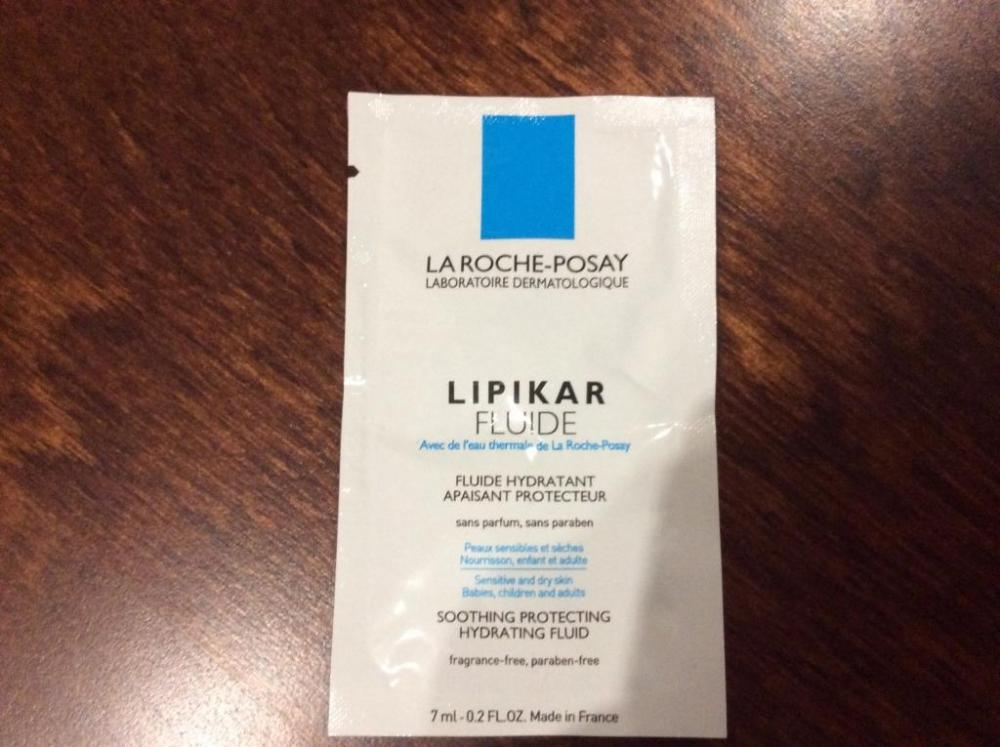 LA ROCHE-POSAY
LABORATOIRE DERMATOLOGIQUE
LIPIKAR
FLUIDE
Avec de l'eau thermale de La Roche-Posay
FLUIDE HYDRATANT
APAISANT PROTECTEUR
sans parfum, sans paraben
Peaux sensibles et sèches
Nourrisson, enfant et adulte
Sensitive and dry skin
Babies, children and adults
SOOTHING PROTECTING
HYDRATING FLUID
fragrance-free, paraben-free
7 ml - 0.2 FL.OZ. Made in France